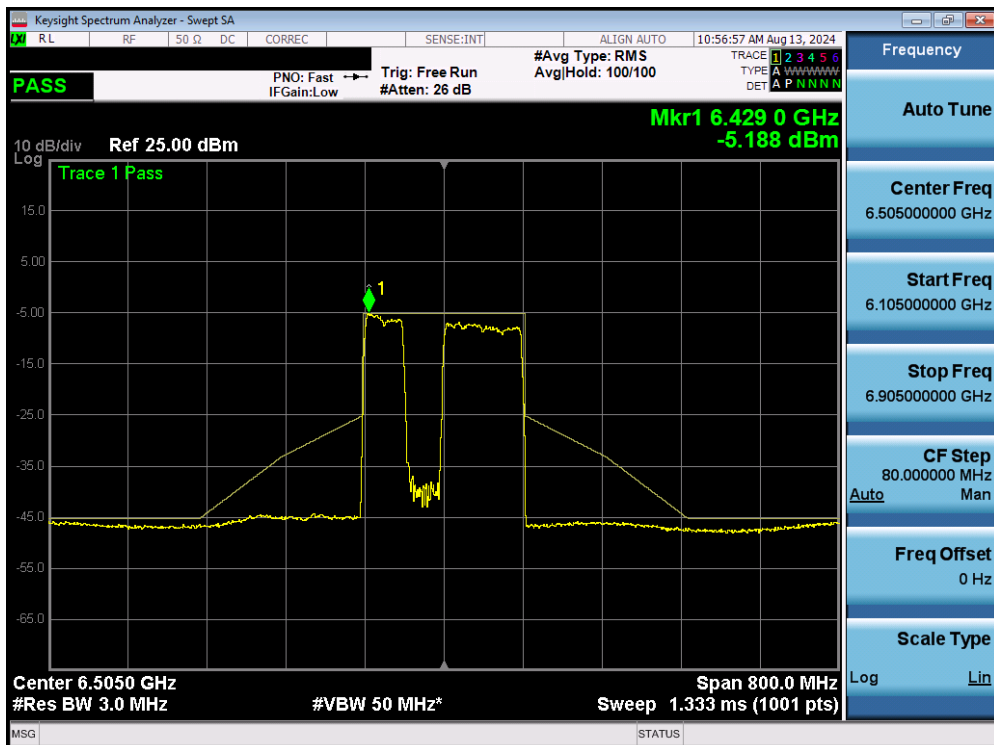 Keysight Spectrum Analyzer - Swept SA
LXI RL RF 50 Ω DC CORREC SENSE:INT ALIGN AUTO 10:56:57 AM Aug 13, 2024
PASS
PNO: Fast
IFGain:Low
Trig: Free Run
#Atten: 26 dB
#Avg Type: RMS
Avg|Hold: 100/100
TRACE 1 2 3 4 5 6
TYPE A WWWWW
DET A P N N N N
Mkr1 6.429 0 GHz
-5.188 dBm
10 dB/div Ref 25.00 dBm
Log
Trace 1 Pass
15.0
5.00
-5.00
-15.0
-25.0
-35.0
-45.0
-55.0
-65.0
1
Center 6.5050 GHz Span 800.0 MHz
#Res BW 3.0 MHz #VBW 50 MHz* Sweep 1.333 ms (1001 pts)
MSG STATUS
Frequency
Auto Tune
Center Freq
6.505000000 GHz
Start Freq
6.105000000 GHz
Stop Freq
6.905000000 GHz
CF Step
80.000000 MHz
Auto Man
Freq Offset
0 Hz
Scale Type
Log Lin